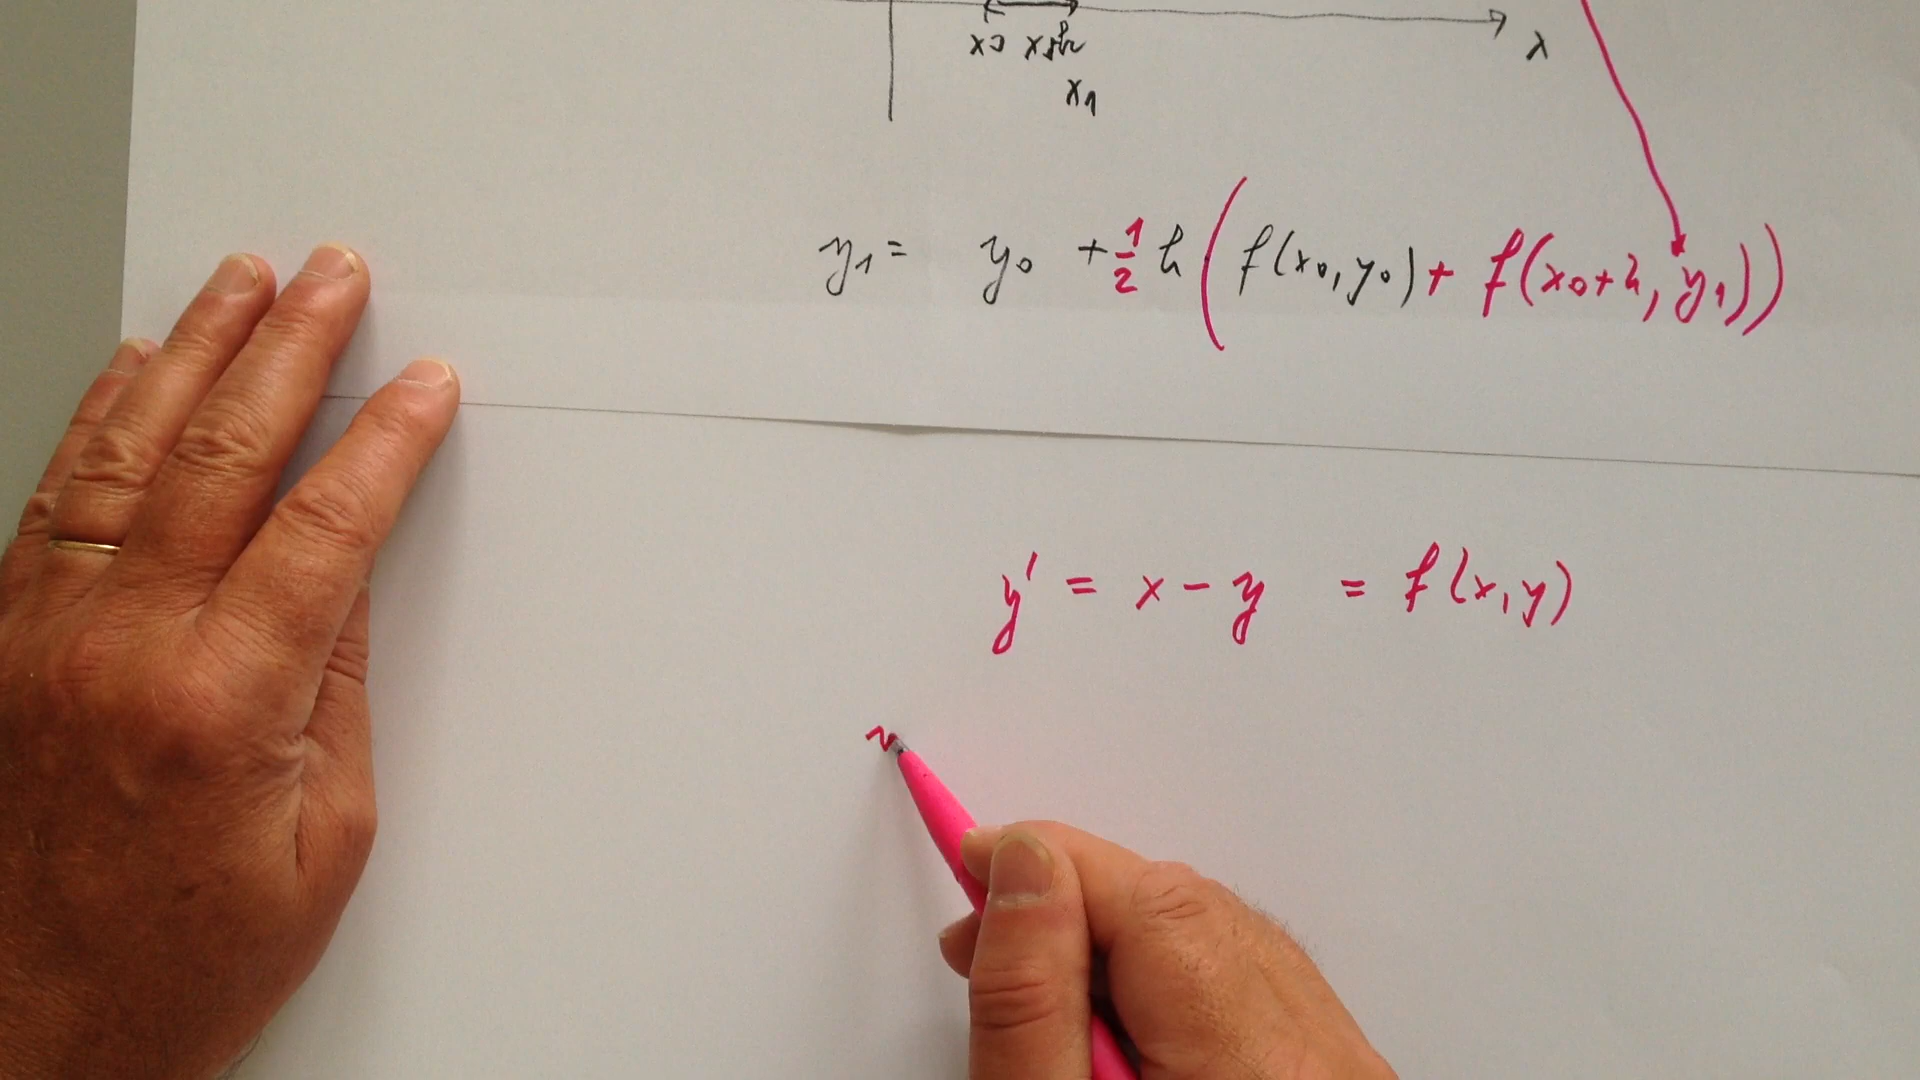 x0 x0+h x
x1
y1 = y0 + 1/2 h ( f(x0, y0) + f(x0+h, y1))
y' = x - y = f(x, y)